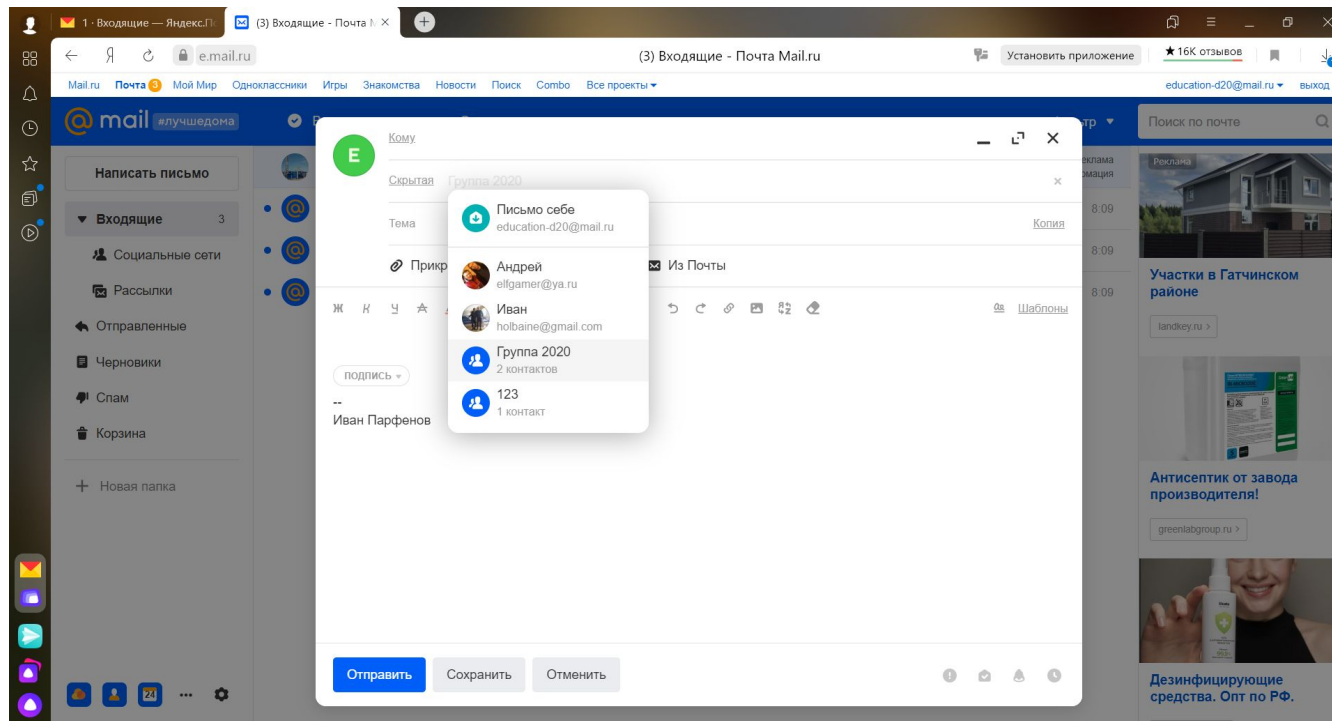 1 · Входящие — Яндекс.По
(3) Входящие - Почта M
e.mail.ru
(3) Входящие - Почта Mail.ru
Установить приложение
★ 16K отзывов
Mail.ru Почта 3 Мой Мир Одноклассники Игры Знакомства Новости Поиск Combo Все проекты
education-d20@mail.ru выход
@mail #лучшедома
тр
Поиск по почте
Написать письмо
Входящие 3
Социальные сети
Рассылки
Отправленные
Черновики
Спам
Корзина
+ Новая папка
24
E
Кому
Скрытая Группа 2020
Тема
Копия
Прикр
Из Почты
Ж К Ч А
Шаблоны
Письмо себе
education-d20@mail.ru
Андрей
elfgamer@ya.ru
Иван
holbaine@gmail.com
Группа 2020
2 контактов
123
1 контакт
подпись
--
Иван Парфенов
Отправить Сохранить Отменить
8:09
8:09
8:09
Реклама
Участки в Гатчинском
районе
landkey.ru >
Антисептик от завода
производителя!
greenlabgroup.ru >
Дезинфицирующие
средства. Опт по РФ.